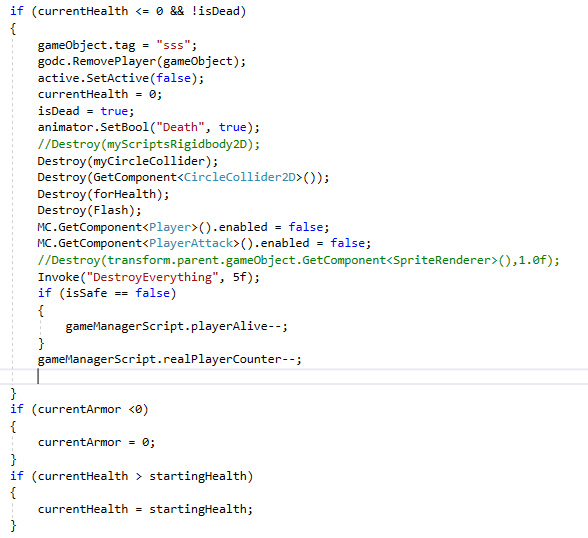 if (currentHealth <= 0 && !isDead)
{
gameObject.tag = "sss";
godc.RemovePlayer(gameObject);
active.SetActive(false);
currentHealth = 0;
isDead = true;
animator.SetBool("Death", true);
//Destroy(myScriptsRigidbody2D);
Destroy(myCircleCollider);
Destroy(GetComponent<CircleCollider2D>());
Destroy(forHealth);
Destroy(Flash);
MC.GetComponent<Player>().enabled = false;
MC.GetComponent<PlayerAttack>().enabled = false;
//Destroy(transform.parent.gameObject.GetComponent<SpriteRenderer>(),1.0f);
Invoke("DestroyEverything", 5f);
if (isSafe == false)
{
gameManagerScript.playerAlive--;
}
gameManagerScript.realPlayerCounter--;
}
if (currentArmor <0)
{
currentArmor = 0;
}
if (currentHealth > startingHealth)
{
currentHealth = startingHealth;
}